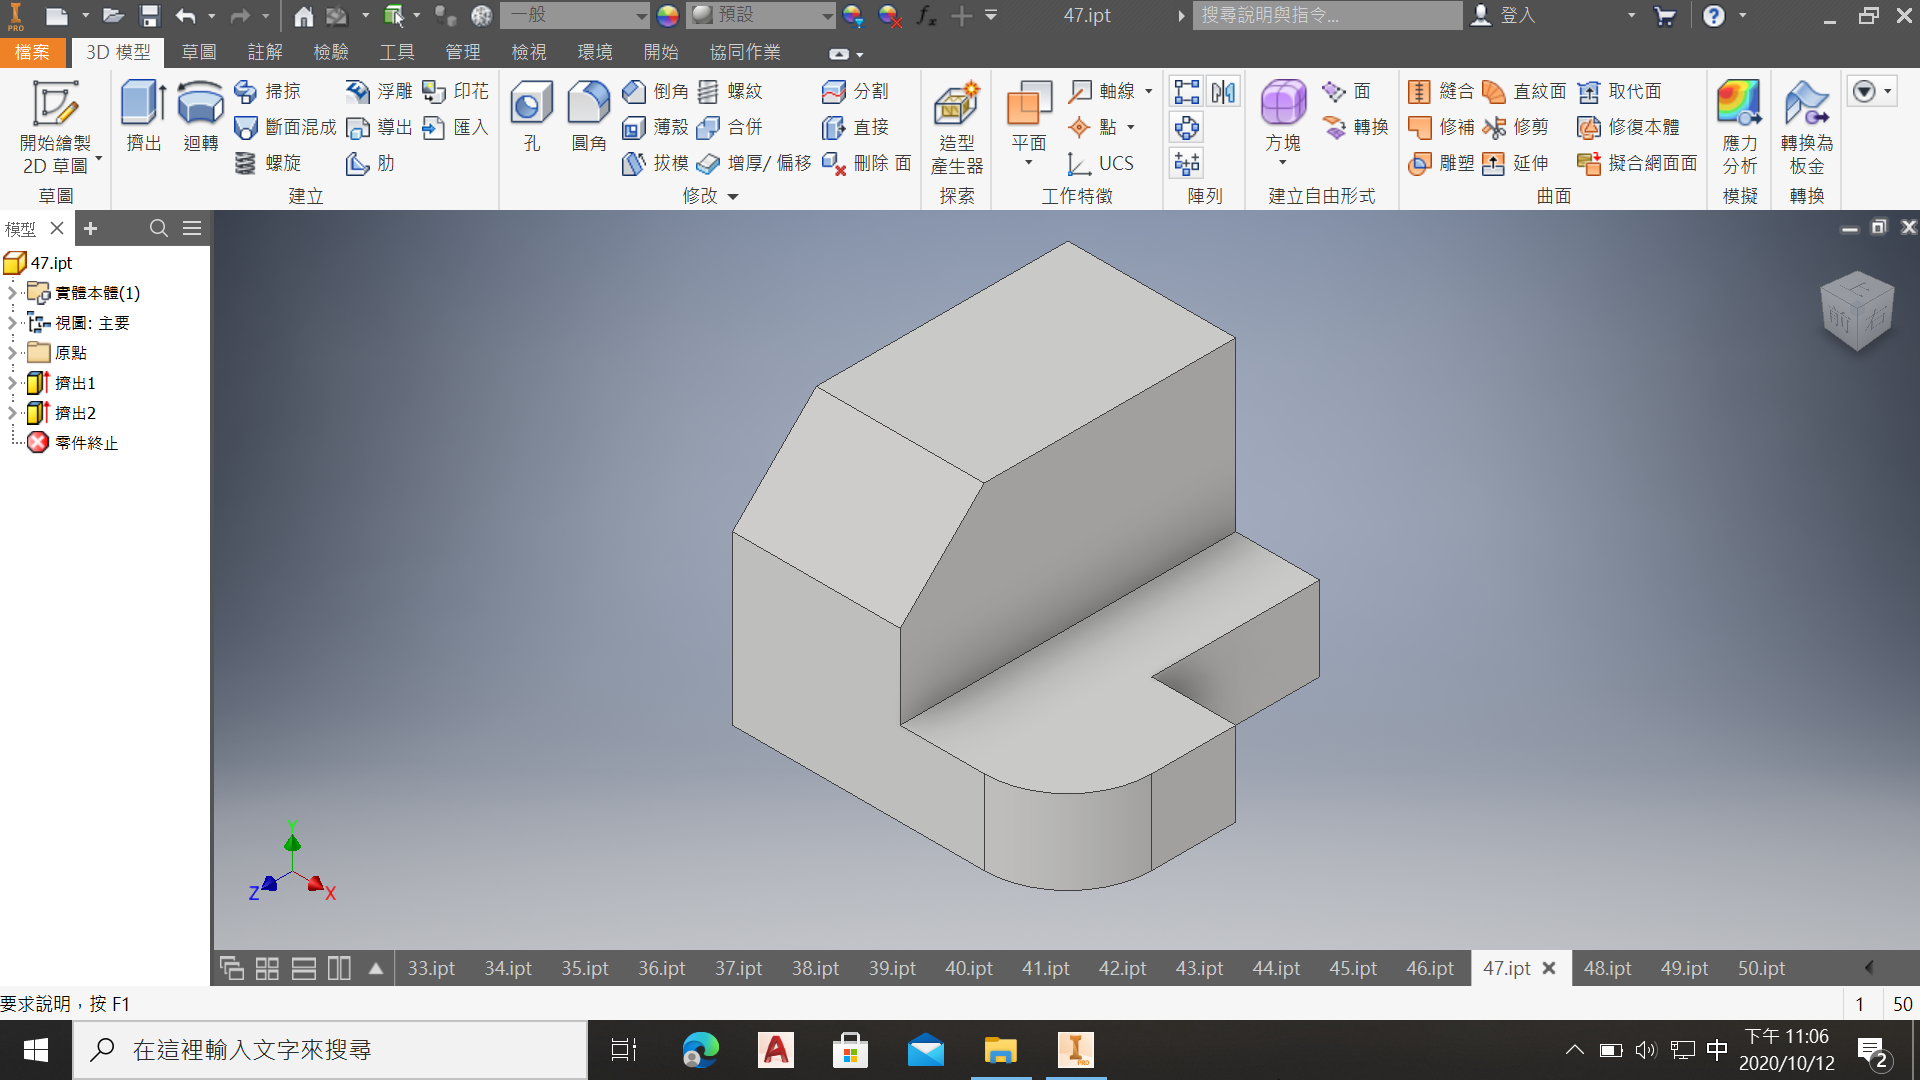 PRO
一般
預設
fx
47.ipt
搜尋說明與指令...
登入
檔案
3D 模型
草圖
註解
檢驗
工具
管理
檢視
環境
開始
協同作業
開始繪製
2D 草圖
草圖
擠出
迴轉
掃掠
斷面混成
螺旋
浮雕
導出
肋
印花
匯入
建立
孔
圓角
倒角
薄殼
拔模
螺紋
合併
增厚/ 偏移
分割
直接
刪除 面
修改
造型
產生器
探索
平面
軸線
點
UCS
工作特徵
陣列
方塊
面
轉換
建立自由形式
縫合
修補
雕塑
直紋面
修剪
延伸
取代面
修復本體
擬合網面面
曲面
應力
分析
模擬
轉換為
板金
轉換
模型
47.ipt
實體本體(1)
視圖: 主要
原點
擠出1
擠出2
零件終止
上
前
右
Y
Z
X
33.ipt
34.ipt
35.ipt
36.ipt
37.ipt
38.ipt
39.ipt
40.ipt
41.ipt
42.ipt
43.ipt
44.ipt
45.ipt
46.ipt
47.ipt
48.ipt
49.ipt
50.ipt
要求說明，按 F1
1
50
在這裡輸入文字來搜尋
中
下午 11:06
2020/10/12
2